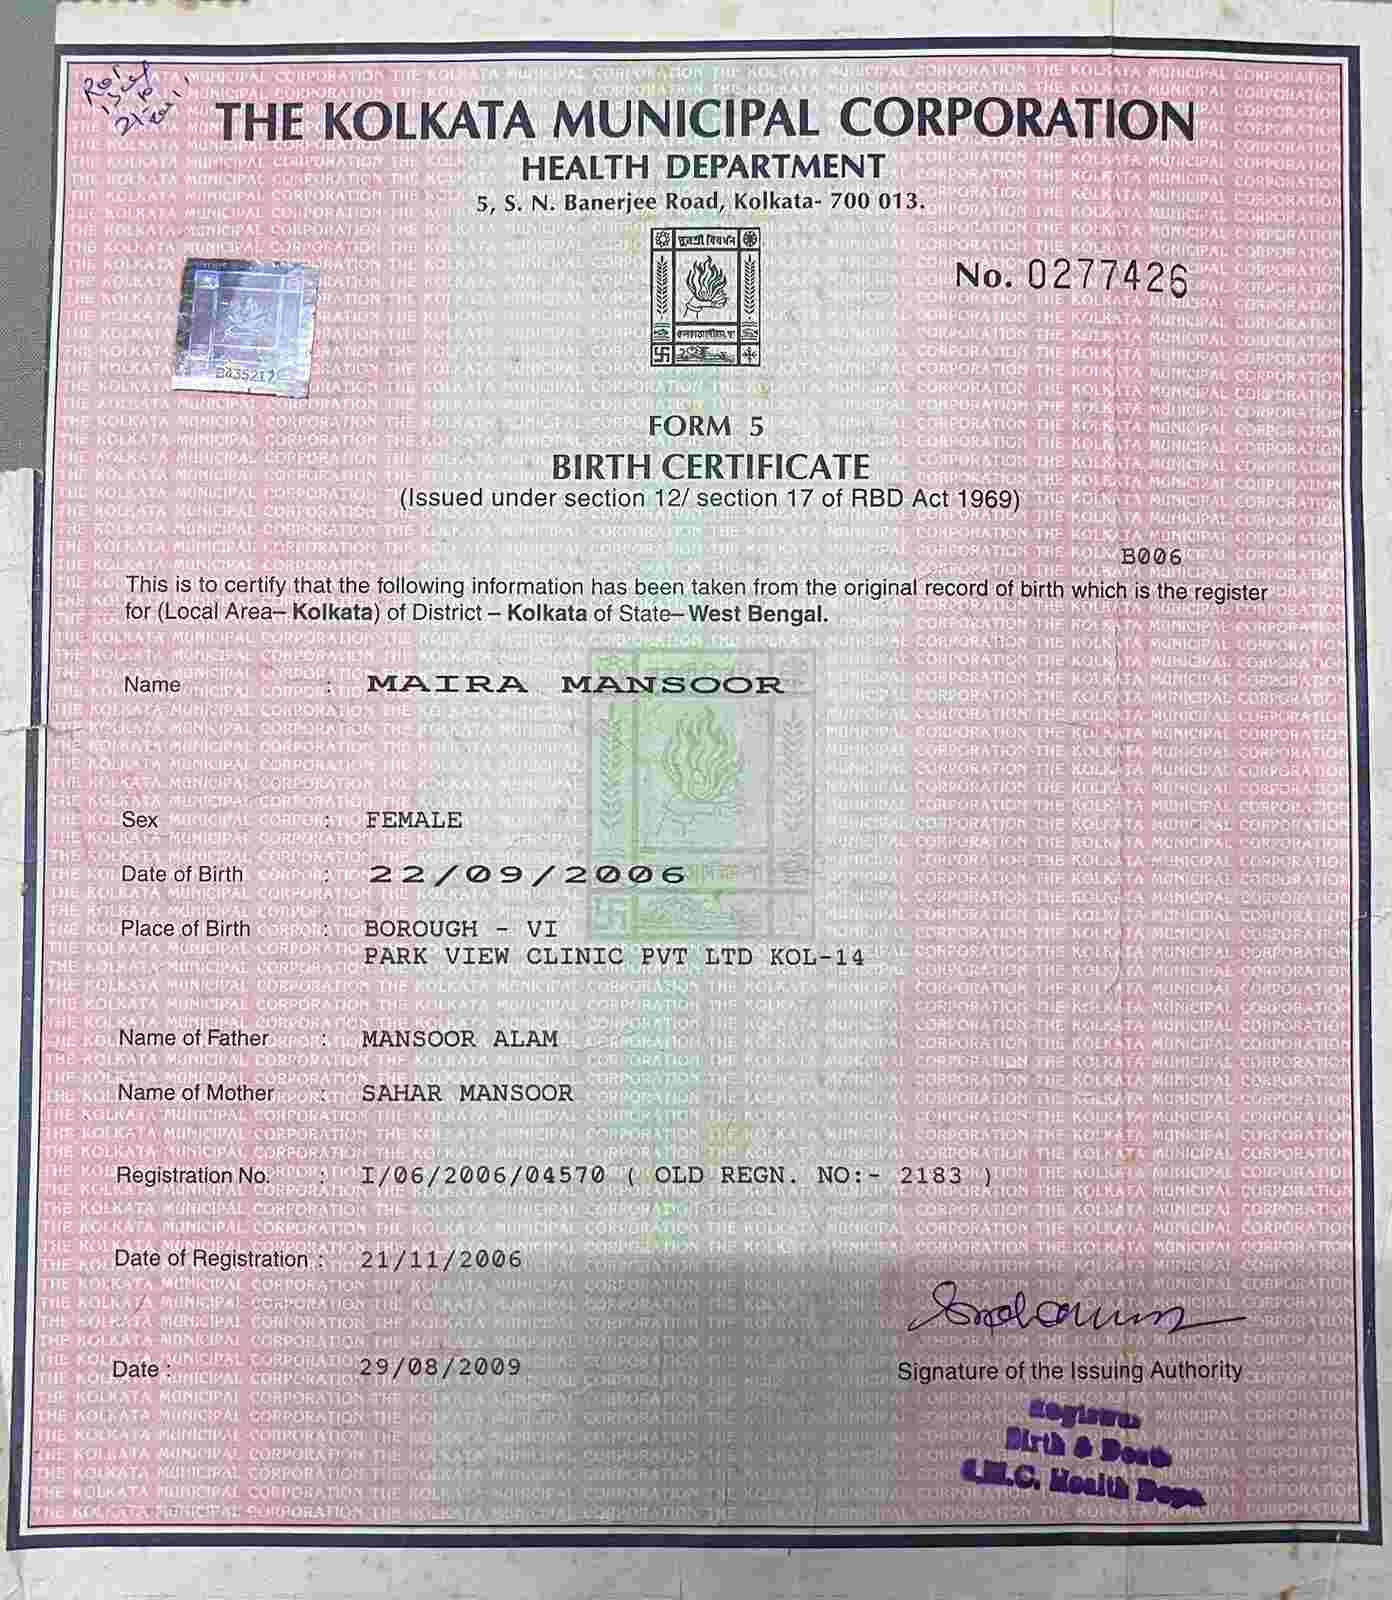 THE KOLKATA MUNICIPAL CORPORATION
HEALTH DEPARTMENT
5, S. N. Banerjee Road, Kolkata- 700 013.
No. 0277426
FORM 5
BIRTH CERTIFICATE
(Issued under section 12/ section 17 of RBD Act 1969)
B006
This is to certify that the following information has been taken from the original record of birth which is the register
for (Local Area– Kolkata) of District – Kolkata of State– West Bengal.
Name : MAIRA MANSOOR
Sex : FEMALE
Date of Birth : 22/09/2006
Place of Birth : BOROUGH - VI
PARK VIEW CLINIC PVT LTD KOL-14
Name of Father : MANSOOR ALAM
Name of Mother : SAHAR MANSOOR
Registration No. : I/06/2006/04570 ( OLD REGN. NO:- 2183 )
Date of Registration : 21/11/2006
Date : 29/08/2009
Signature of the Issuing Authority
Registrar
Birth & Death
K.M.C. Health Dept.